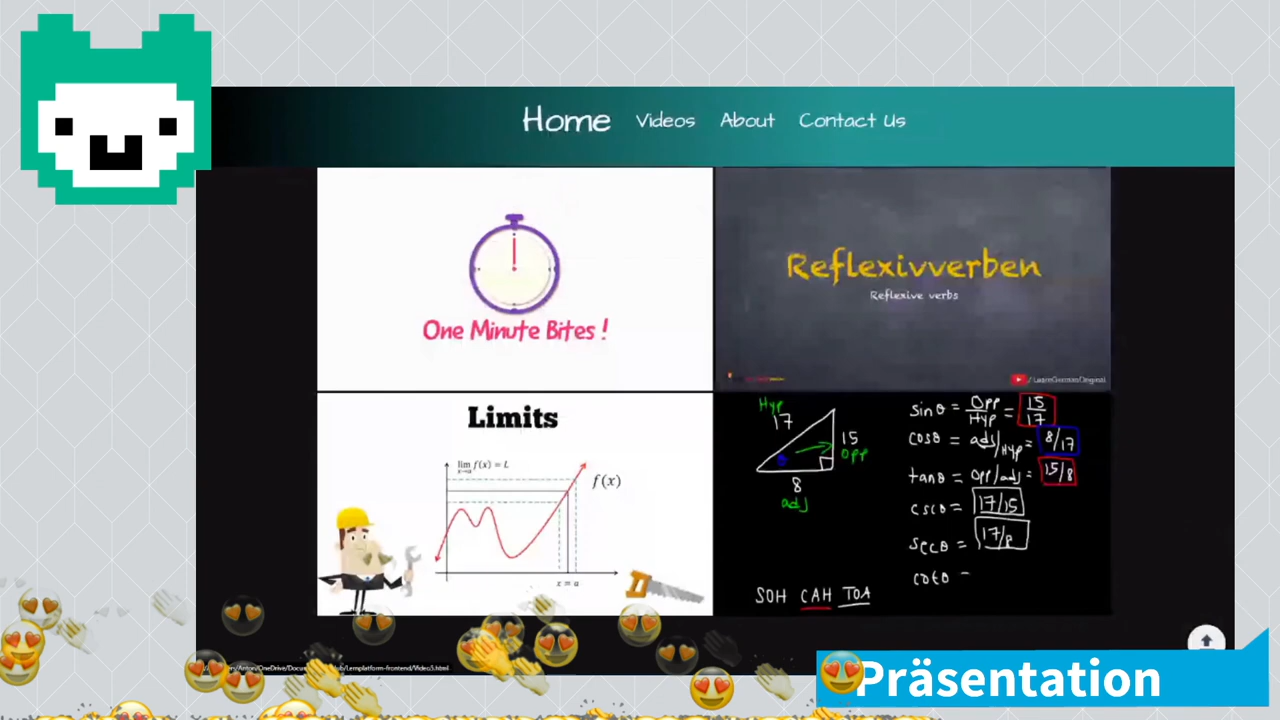 Home Videos About Contact Us
One Minute Bites !
Reflexivverben
Reflexive verbs
/ LearnGermanOriginal
Limits
lim f(x) = L
x→a
f(x)
x = a
Hyp
17
15
opp
8
adj
SOH CAH TOA
sinθ = Opp/Hyp = 15/17
cosθ = adj/Hyp = 8/17
tanθ = opp/adj = 15/8
cscθ = 17/15
secθ = 17/8
cotθ =
Präsentation